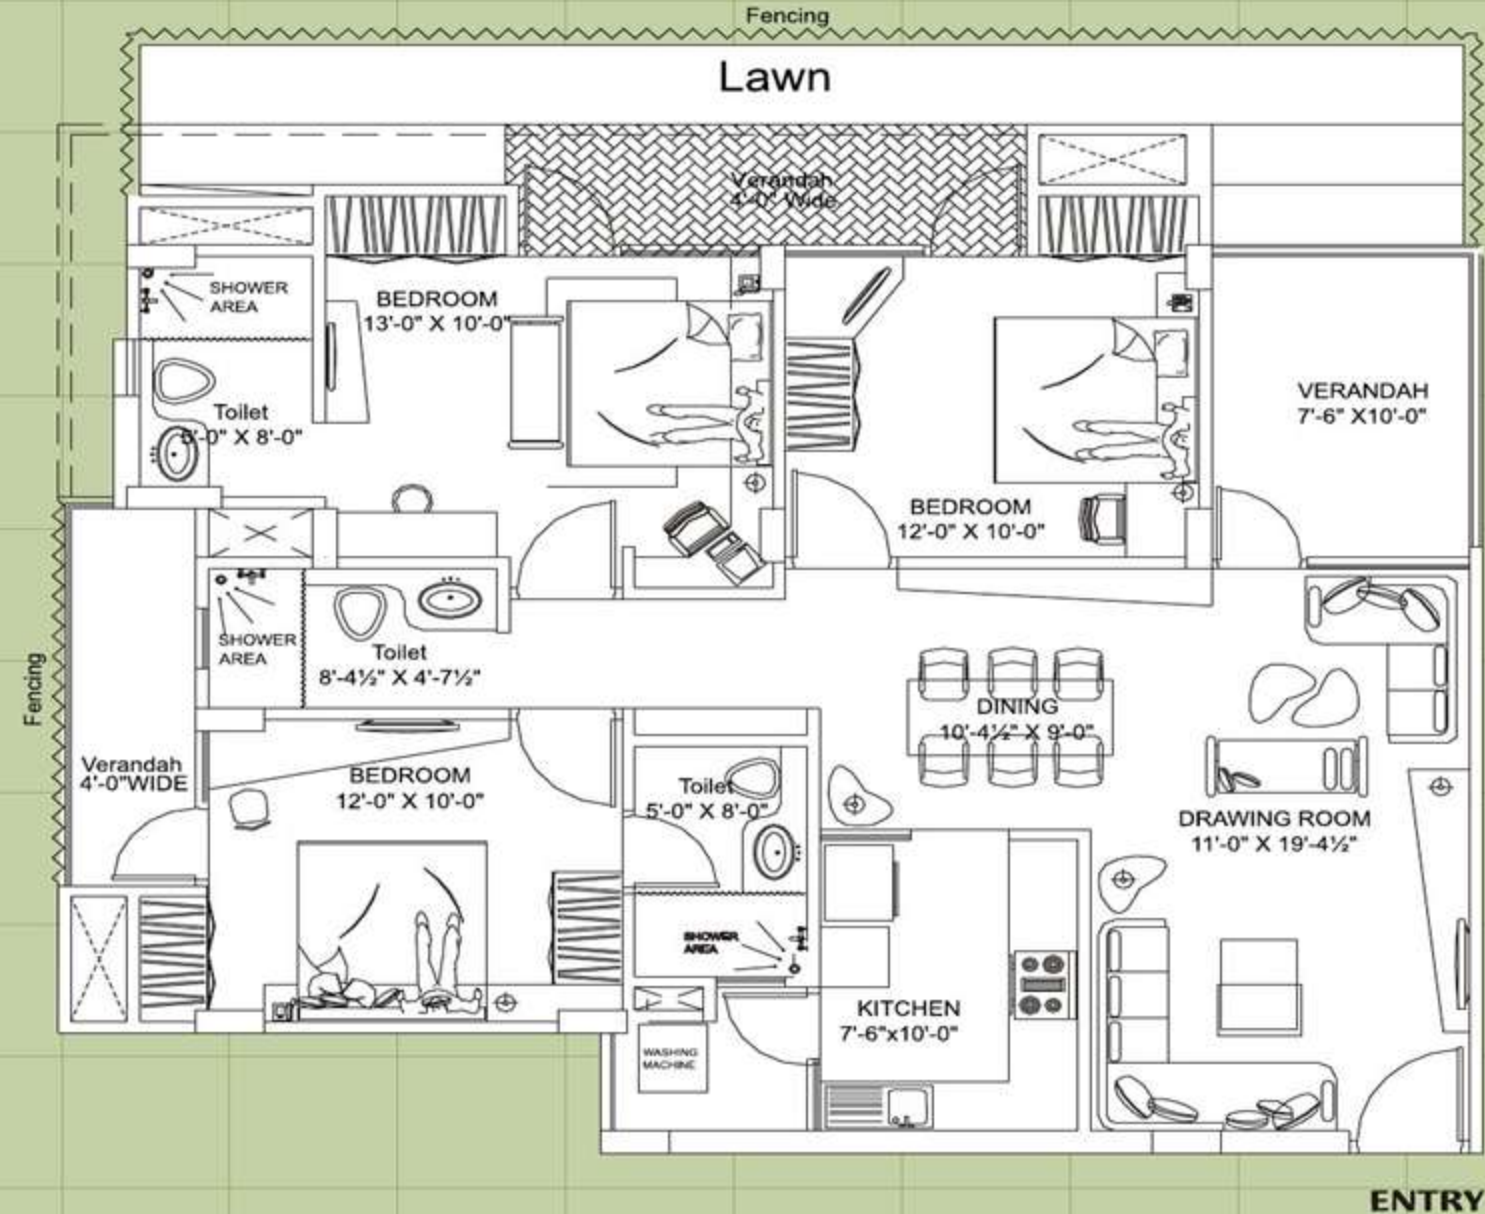 Fencing
Lawn
Verandah
4'-0" Wide
SHOWER
AREA
BEDROOM
13'-0" X 10'-0"
Toilet
5'-0" X 8'-0"
VERANDAH
7'-6" X10'-0"
BEDROOM
12'-0" X 10'-0"
SHOWER
AREA
Toilet
8'-4½" X 4'-7½"
Fencing
DINING
10'-4½" X 9'-0"
Verandah
4'-0"WIDE
BEDROOM
12'-0" X 10'-0"
Toilet
5'-0" X 8'-0"
DRAWING ROOM
11'-0" X 19'-4½"
SHOWER
AREA
KITCHEN
7'-6"x10'-0"
WASHING
MACHINE
ENTRY